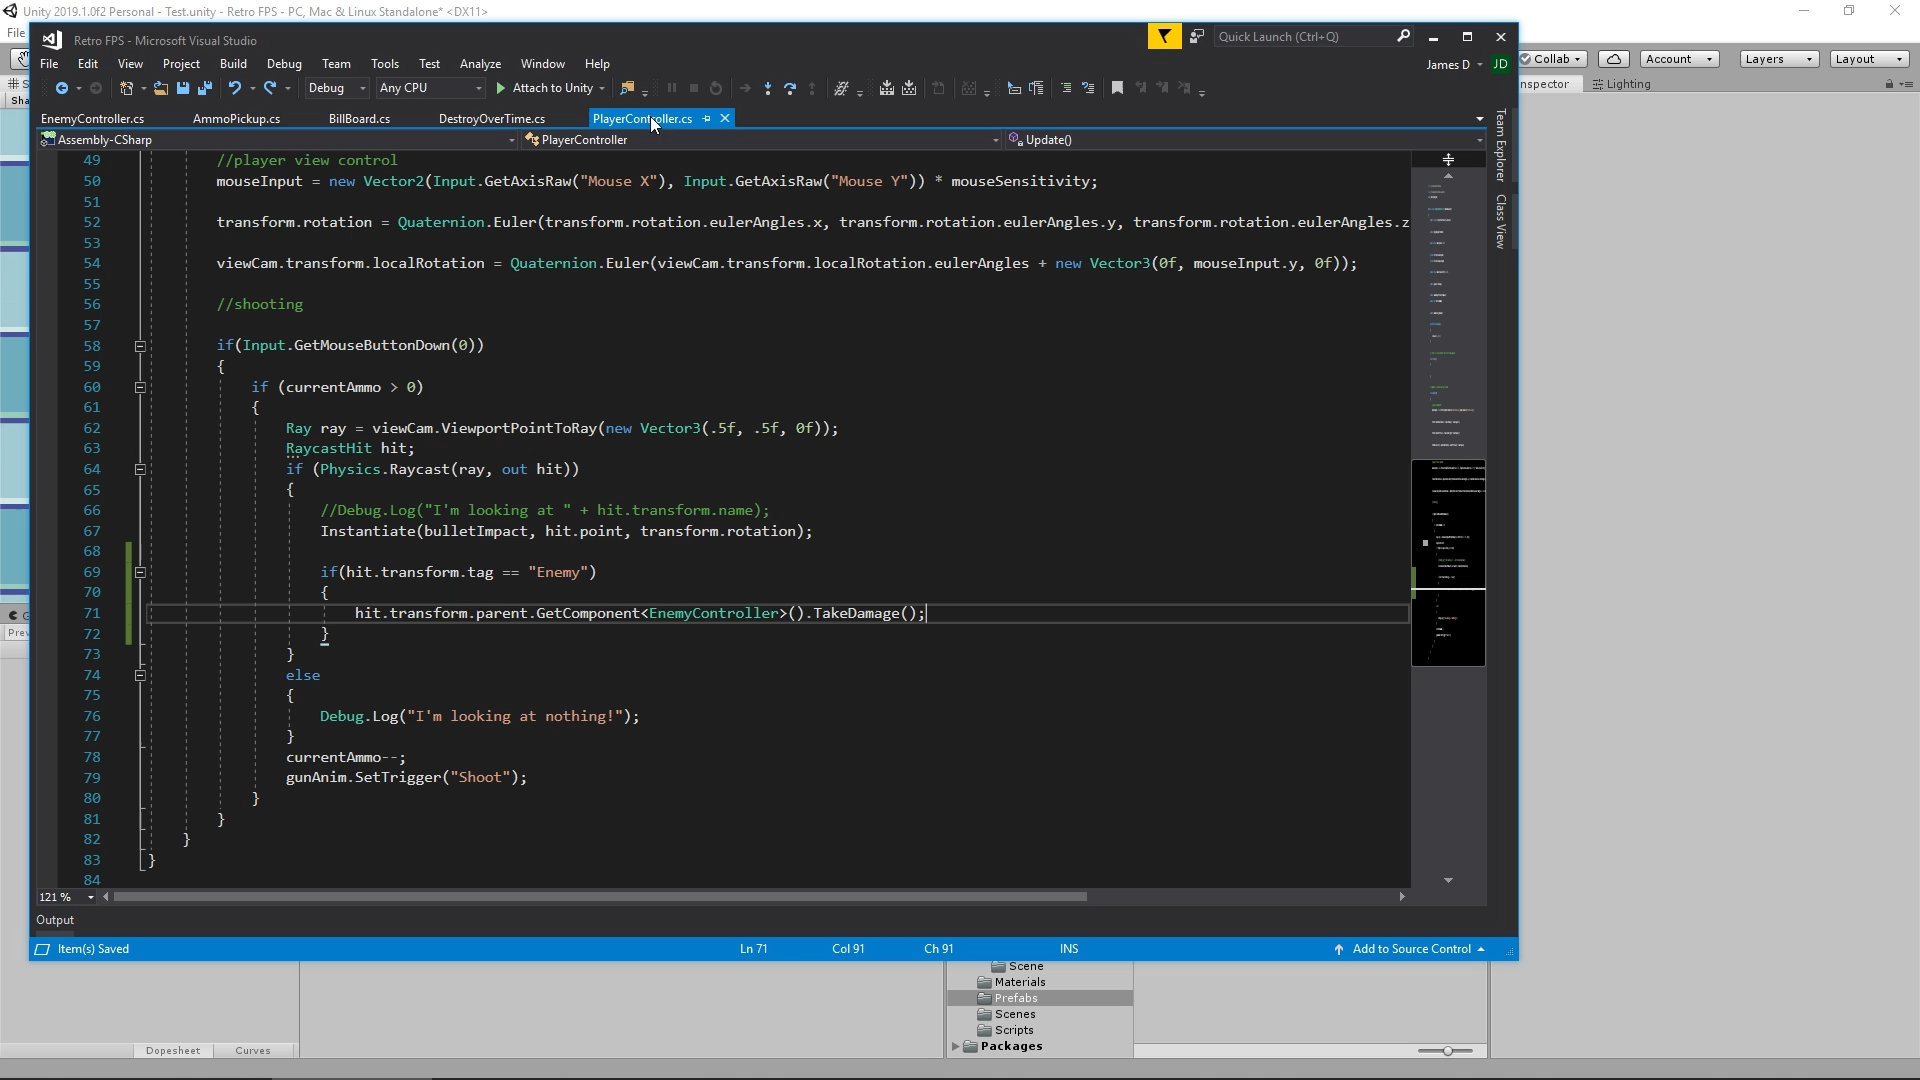 Unity 2019.1.0f2 Personal - Test.unity - Retro FPS - PC, Mac & Linux Standalone* <DX11>
File
Retro FPS - Microsoft Visual Studio
Quick Launch (Ctrl+Q)
File Edit View Project Build Debug Team Tools Test Analyze Window Help
James D JD
Collab Account Layers Layout
Debug Any CPU Attach to Unity
nspector Lighting
Sha
EnemyController.cs AmmoPickup.cs BillBoard.cs DestroyOverTime.cs PlayerController.cs
Assembly-CSharp PlayerController Update()
Team Explorer
Class View
49 //player view control
50 mouseInput = new Vector2(Input.GetAxisRaw("Mouse X"), Input.GetAxisRaw("Mouse Y")) * mouseSensitivity;
51
52 transform.rotation = Quaternion.Euler(transform.rotation.eulerAngles.x, transform.rotation.eulerAngles.y, transform.rotation.eulerAngles.z
53
54 viewCam.transform.localRotation = Quaternion.Euler(viewCam.transform.localRotation.eulerAngles + new Vector3(0f, mouseInput.y, 0f));
55
56 //shooting
57
58 if(Input.GetMouseButtonDown(0))
59 {
60 if (currentAmmo > 0)
61 {
62 Ray ray = viewCam.ViewportPointToRay(new Vector3(.5f, .5f, 0f));
63 RaycastHit hit;
64 if (Physics.Raycast(ray, out hit))
65 {
66 //Debug.Log("I'm looking at " + hit.transform.name);
67 Instantiate(bulletImpact, hit.point, transform.rotation);
68
69 if(hit.transform.tag == "Enemy")
70 {
71 hit.transform.parent.GetComponent<EnemyController>().TakeDamage();
72 }
73 }
74 else
75 {
76 Debug.Log("I'm looking at nothing!");
77 }
78 currentAmmo--;
79 gunAnim.SetTrigger("Shoot");
80 }
81 }
82 }
83 }
84
121 %
Output
Item(s) Saved Ln 71 Col 91 Ch 91 INS Add to Source Control
Prev
Scene
Materials
Prefabs
Scenes
Scripts
Packages
Dopesheet Curves